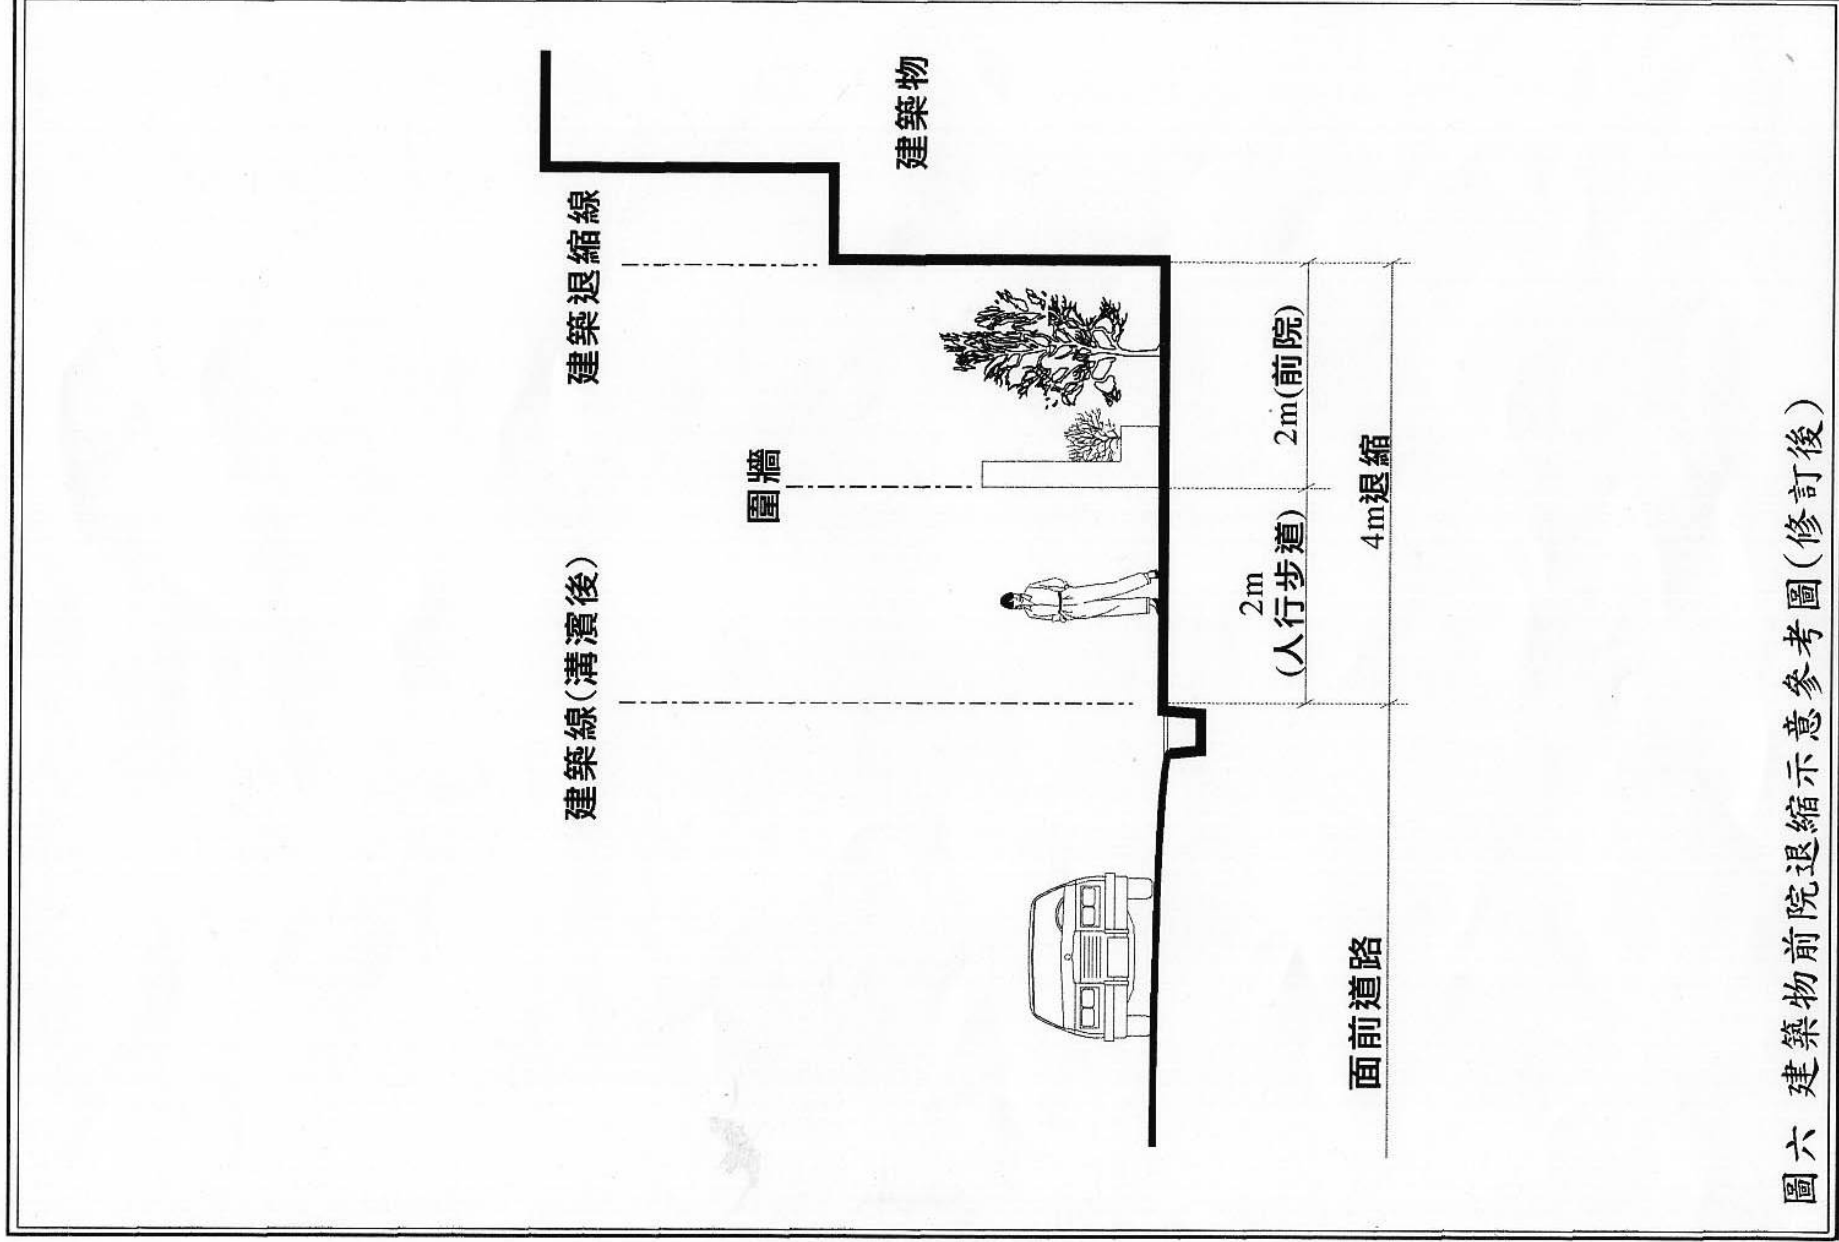 建築物
建築退縮線
圍牆
建築線(溝濱後)
2m(前院)
2m
(人行步道)
4m退縮
面前道路
圖六 建築物前院退縮示意參考圖(修訂後)